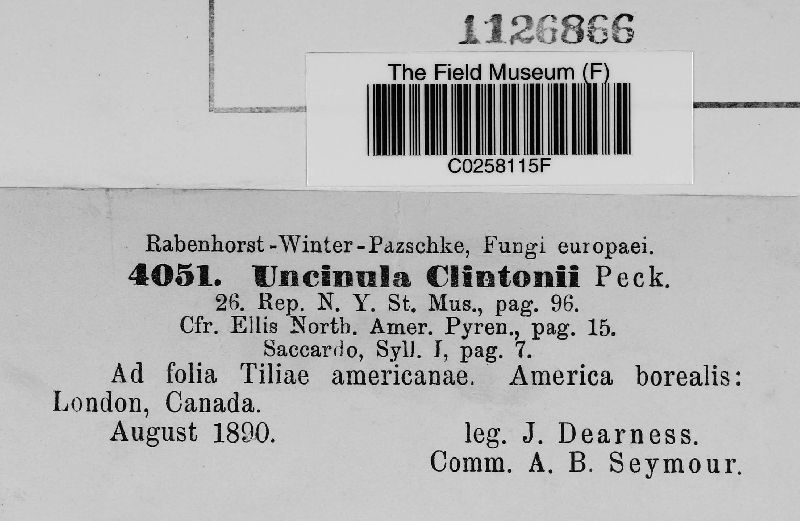 1126866
The Field Museum (F)
C0258115F
Rabenhorst-Winter-Pazschke, Fungi europaei.
4051. Uncinula Clintonii Peck.
26. Rep. N. Y. St. Mus., pag. 96.
Cfr. Ellis North. Amer. Pyren., pag. 15.
Saccardo, Syll. I, pag. 7.
Ad folia Tiliae americanae. America borealis:
London, Canada.
August 1890. leg. J. Dearness.
Comm. A. B. Seymour.